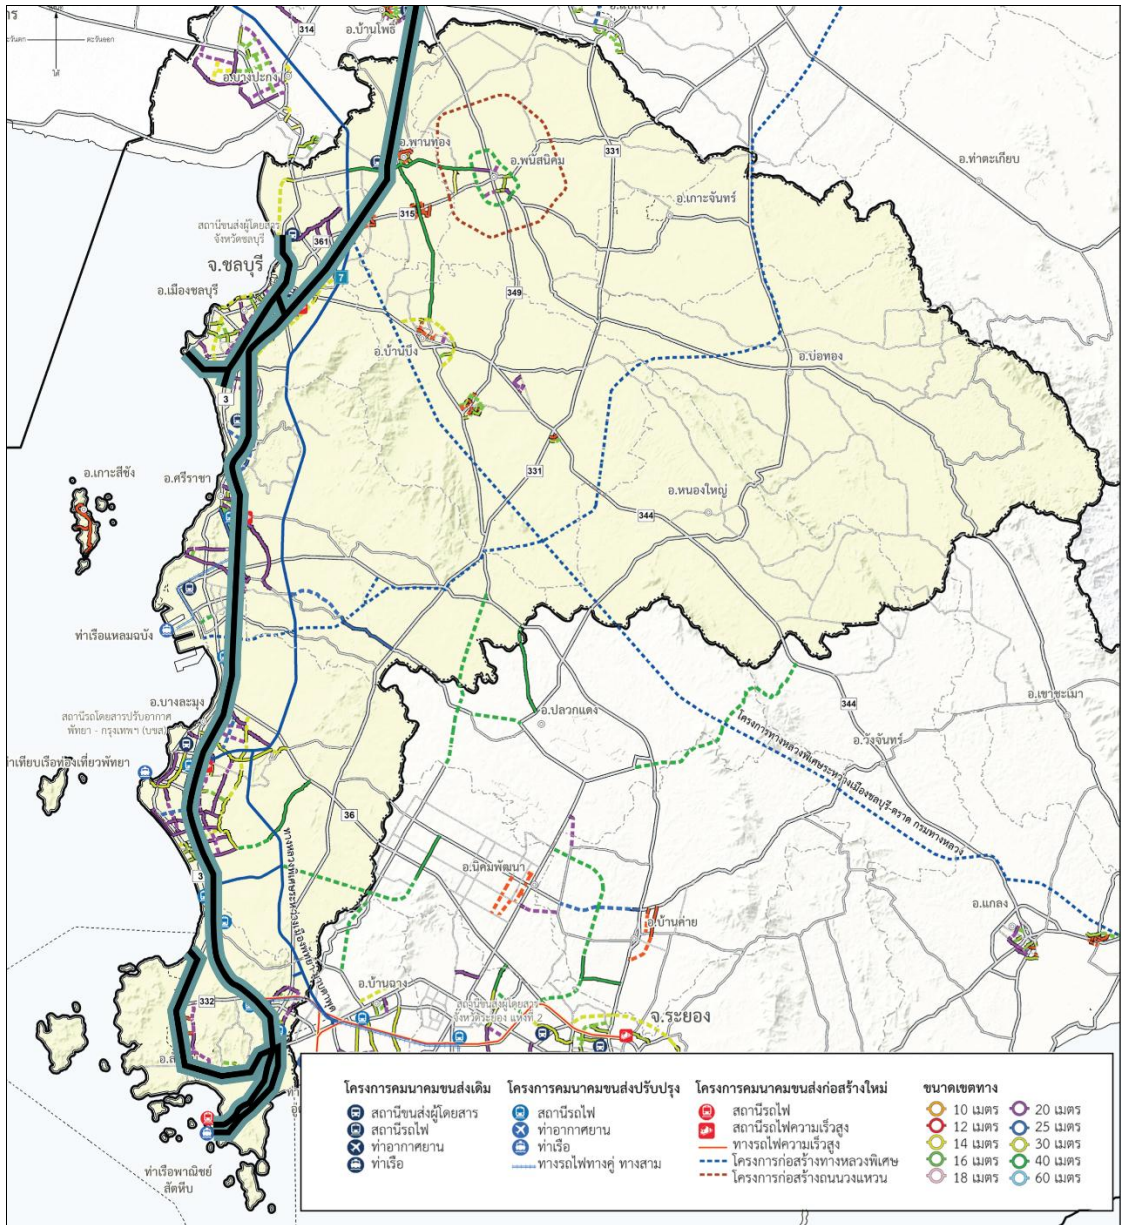 314
อ.บ้านโพธิ์
อ.บางปะกง
อ.พานทอง
อ.พนัสนิคม
331
อ.ท่าตะเกียบ
อ.เกาะจันทร์
315
สถานีขนส่งผู้โดยสาร
จังหวัดชลบุรี
361
จ.ชลบุรี
7
อ.เมืองชลบุรี
349
อ.บ้านบึง
อ.บ่อทอง
3
อ.เกาะสีชัง
อ.ศรีราชา
331
อ.หนองใหญ่
344
ท่าเรือแหลมฉบัง
อ.บางละมุง
สถานีรถโดยสารปรับอากาศ
พัทยา - กรุงเทพฯ (บขส)
อ.ปลวกแดง
อ.เขาชะเมา
344
อ.วังจันทร์
โครงการทางหลวงพิเศษระหว่างเมืองชลบุรี-ตราด กรมทางหลวง
36
3
อ.นิคมพัฒนา
อ.แกลง
อ.บ้านค่าย
332
อ.บ้านฉาง
สถานีขนส่งผู้โดยสาร
จังหวัดระยอง แห่งที่ 2
จ.ระยอง
ท่าเรือพาณิชย์
สัตหีบ
โครงการคมนาคมขนส่งเดิม
สถานีขนส่งผู้โดยสาร
สถานีรถไฟ
ท่าอากาศยาน
ท่าเรือ
โครงการคมนาคมขนส่งปรับปรุง
สถานีรถไฟ
ท่าอากาศยาน
ท่าเรือ
ทางรถไฟทางคู่ ทางสาม
โครงการคมนาคมขนส่งก่อสร้างใหม่
สถานีรถไฟ
สถานีรถไฟความเร็วสูง
ทางรถไฟความเร็วสูง
โครงการก่อสร้างทางหลวงพิเศษ
โครงการก่อสร้างถนนวงแหวน
ขนาดเขตทาง
10 เมตร
12 เมตร
14 เมตร
16 เมตร
18 เมตร
20 เมตร
25 เมตร
30 เมตร
40 เมตร
60 เมตร